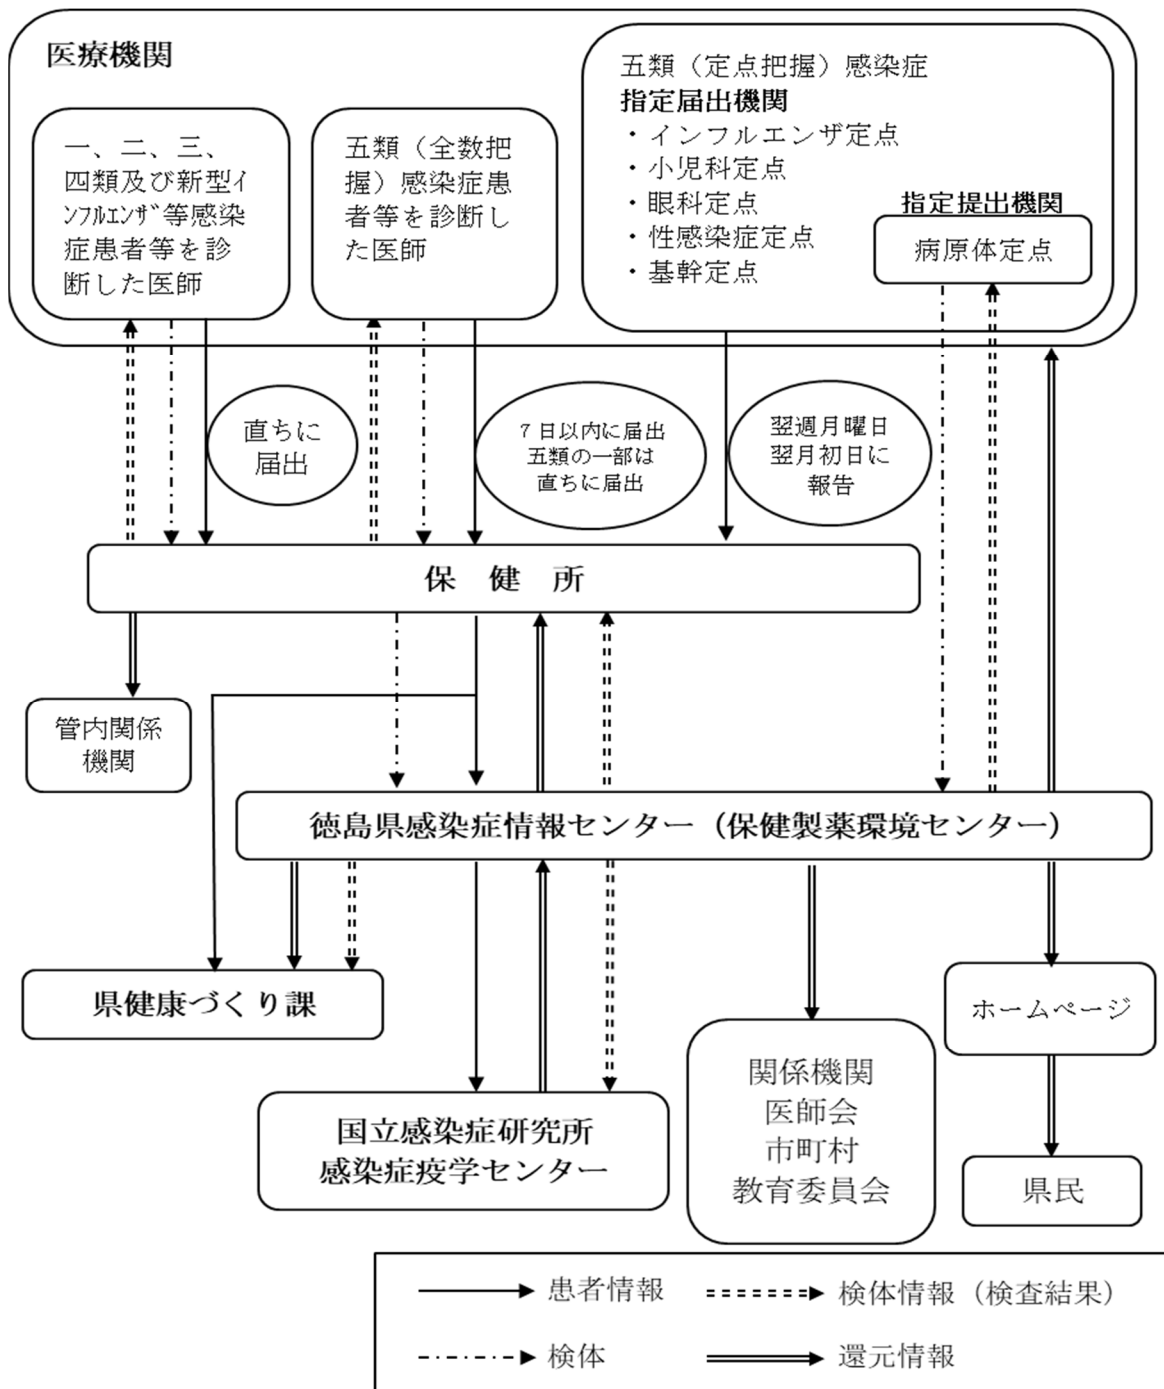 医療機関
一、二、三、
四類及び新型ｲ
ﾝﾌﾙｴﾝｻﾞ等感染
症患者等を診
断した医師
五類（全数把
握）感染症患
者等を診断し
た医師
五類（定点把握）感染症
指定届出機関
・インフルエンザ定点
・小児科定点
・眼科定点
・性感染症定点
・基幹定点
指定提出機関
病原体定点
直ちに
届出
７日以内に届出
五類の一部は
直ちに届出
翌週月曜日
翌月初日に
報告
保　健　所
管内関係
機関
徳島県感染症情報センター（保健製薬環境センター）
県健康づくり課
国立感染症研究所
感染症疫学センター
関係機関
医師会
市町村
教育委員会
ホームページ
県民
患者情報
検体情報（検査結果）
検体
還元情報